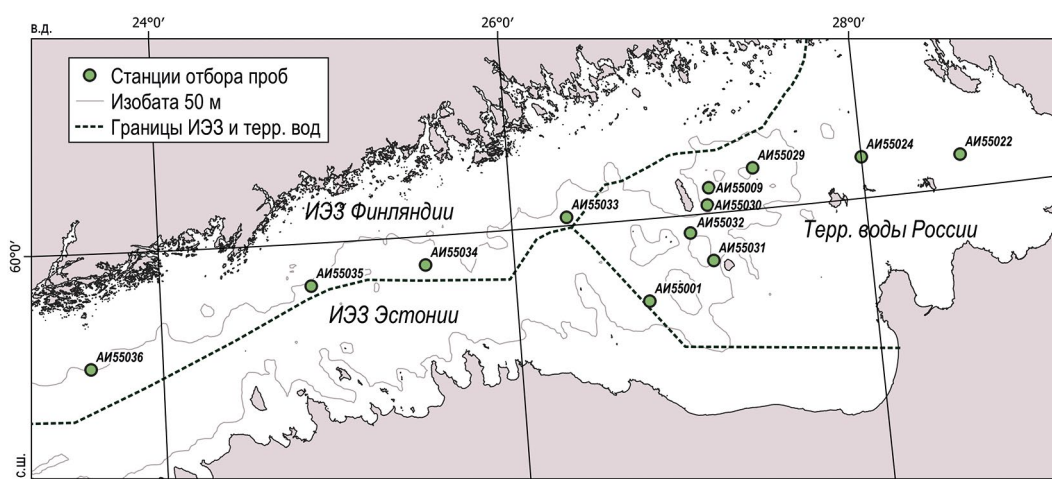 в.д.
24°0′
26°0′
28°0′
Станции отбора проб
Изобата 50 м
Границы ИЭЗ и терр. вод
АИ55024
АИ55022
АИ55029
АИ55009
АИ55033
АИ55030
ИЭЗ Финляндии
АИ55032
Терр. воды России
60°0′
АИ55034
АИ55031
АИ55035
АИ55001
ИЭЗ Эстонии
АИ55036
с.ш.